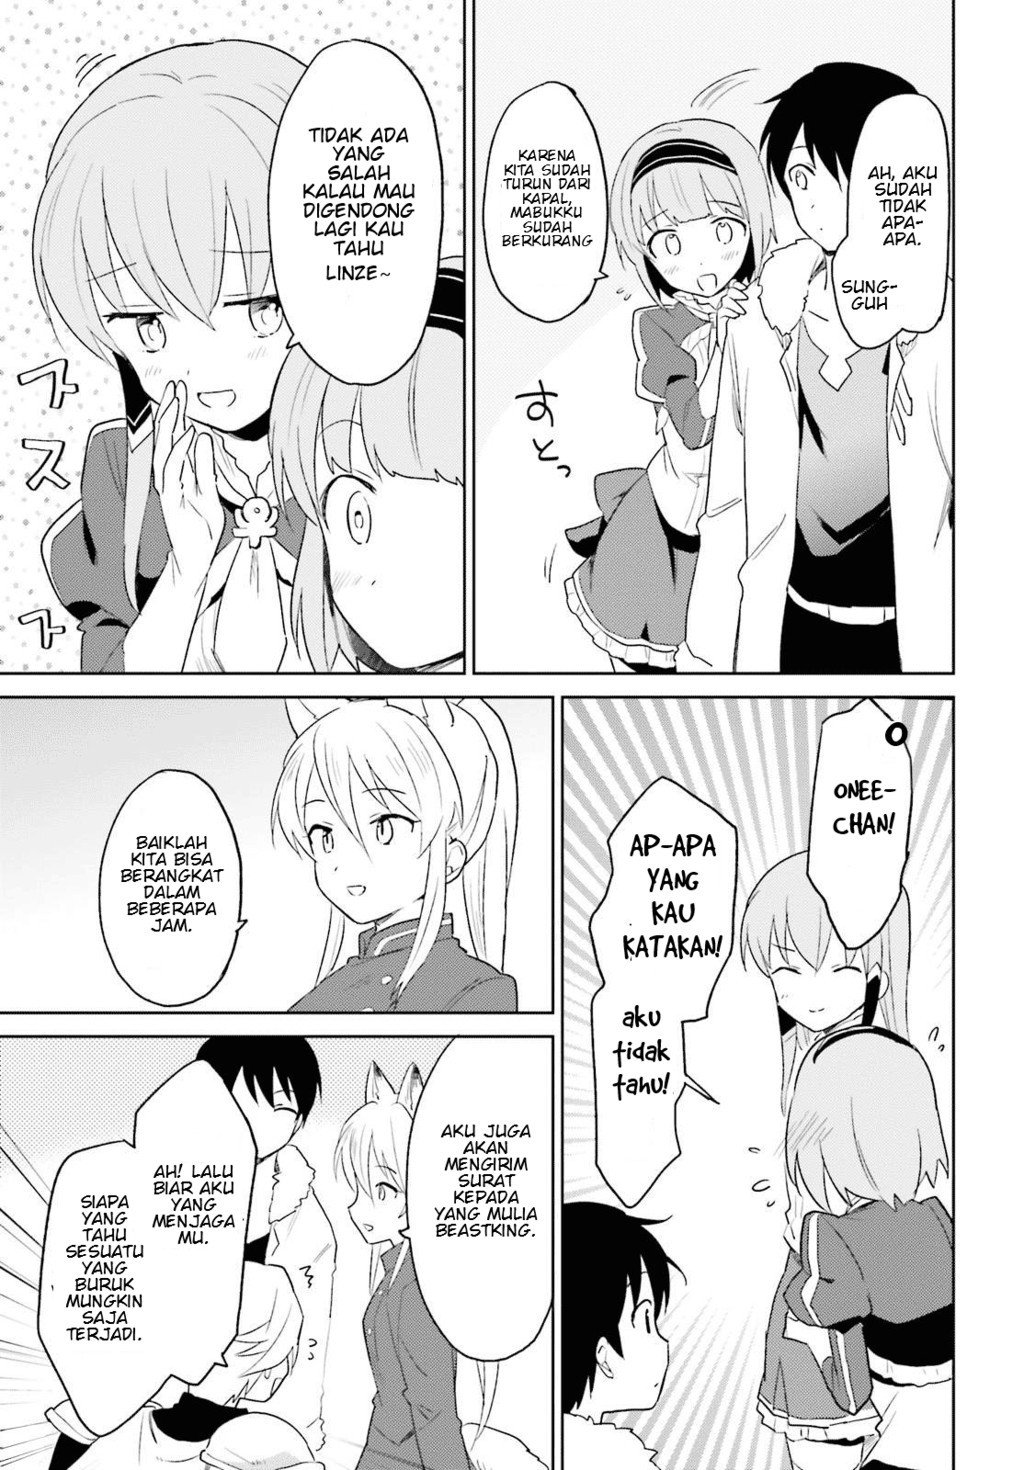 AH, AKU
SUDAH
TIDAK
APA-
APA.
SUNG-
GUH
KARENA
KITA SUDAH
TURUN DARI
KAPAL,
MABUKKU
SUDAH
BERKURANG
すとっ
TIDAK ADA
YANG
SALAH
KALAU MAU
DIGENDONG
LAGI KAU
TAHU
LINZE~
ス
ス
ス
O
ONEE-
CHAN!
AP-APA
YANG
KAU
KATAKAN!
aku
tidak
tahu!
BAIKLAH
KITA BISA
BERANGKAT
DALAM
BEBERAPA
JAM.
AKU JUGA
AKAN
MENGIRIM
SURAT
KEPADA
YANG MULIA
BEASTKING.
AH! LALU
BIAR AKU
YANG
MENJAGA
MU.
SIAPA
YANG
TAHU
SESUATU
YANG
BURUK
MUNGKIN
SAJA
TERJADI.